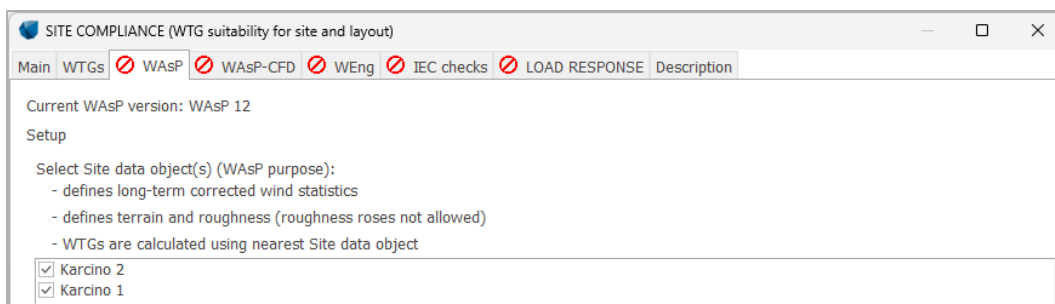 SITE COMPLIANCE (WTG suitability for site and layout)
Main WTGs WAsP WAsP-CFD WEng IEC checks LOAD RESPONSE Description
Current WAsP version: WAsP 12
Setup
Select Site data object(s) (WAsP purpose):
- defines long-term corrected wind statistics
- defines terrain and roughness (roughness roses not allowed)
- WTGs are calculated using nearest Site data object
Karcino 2
Karcino 1